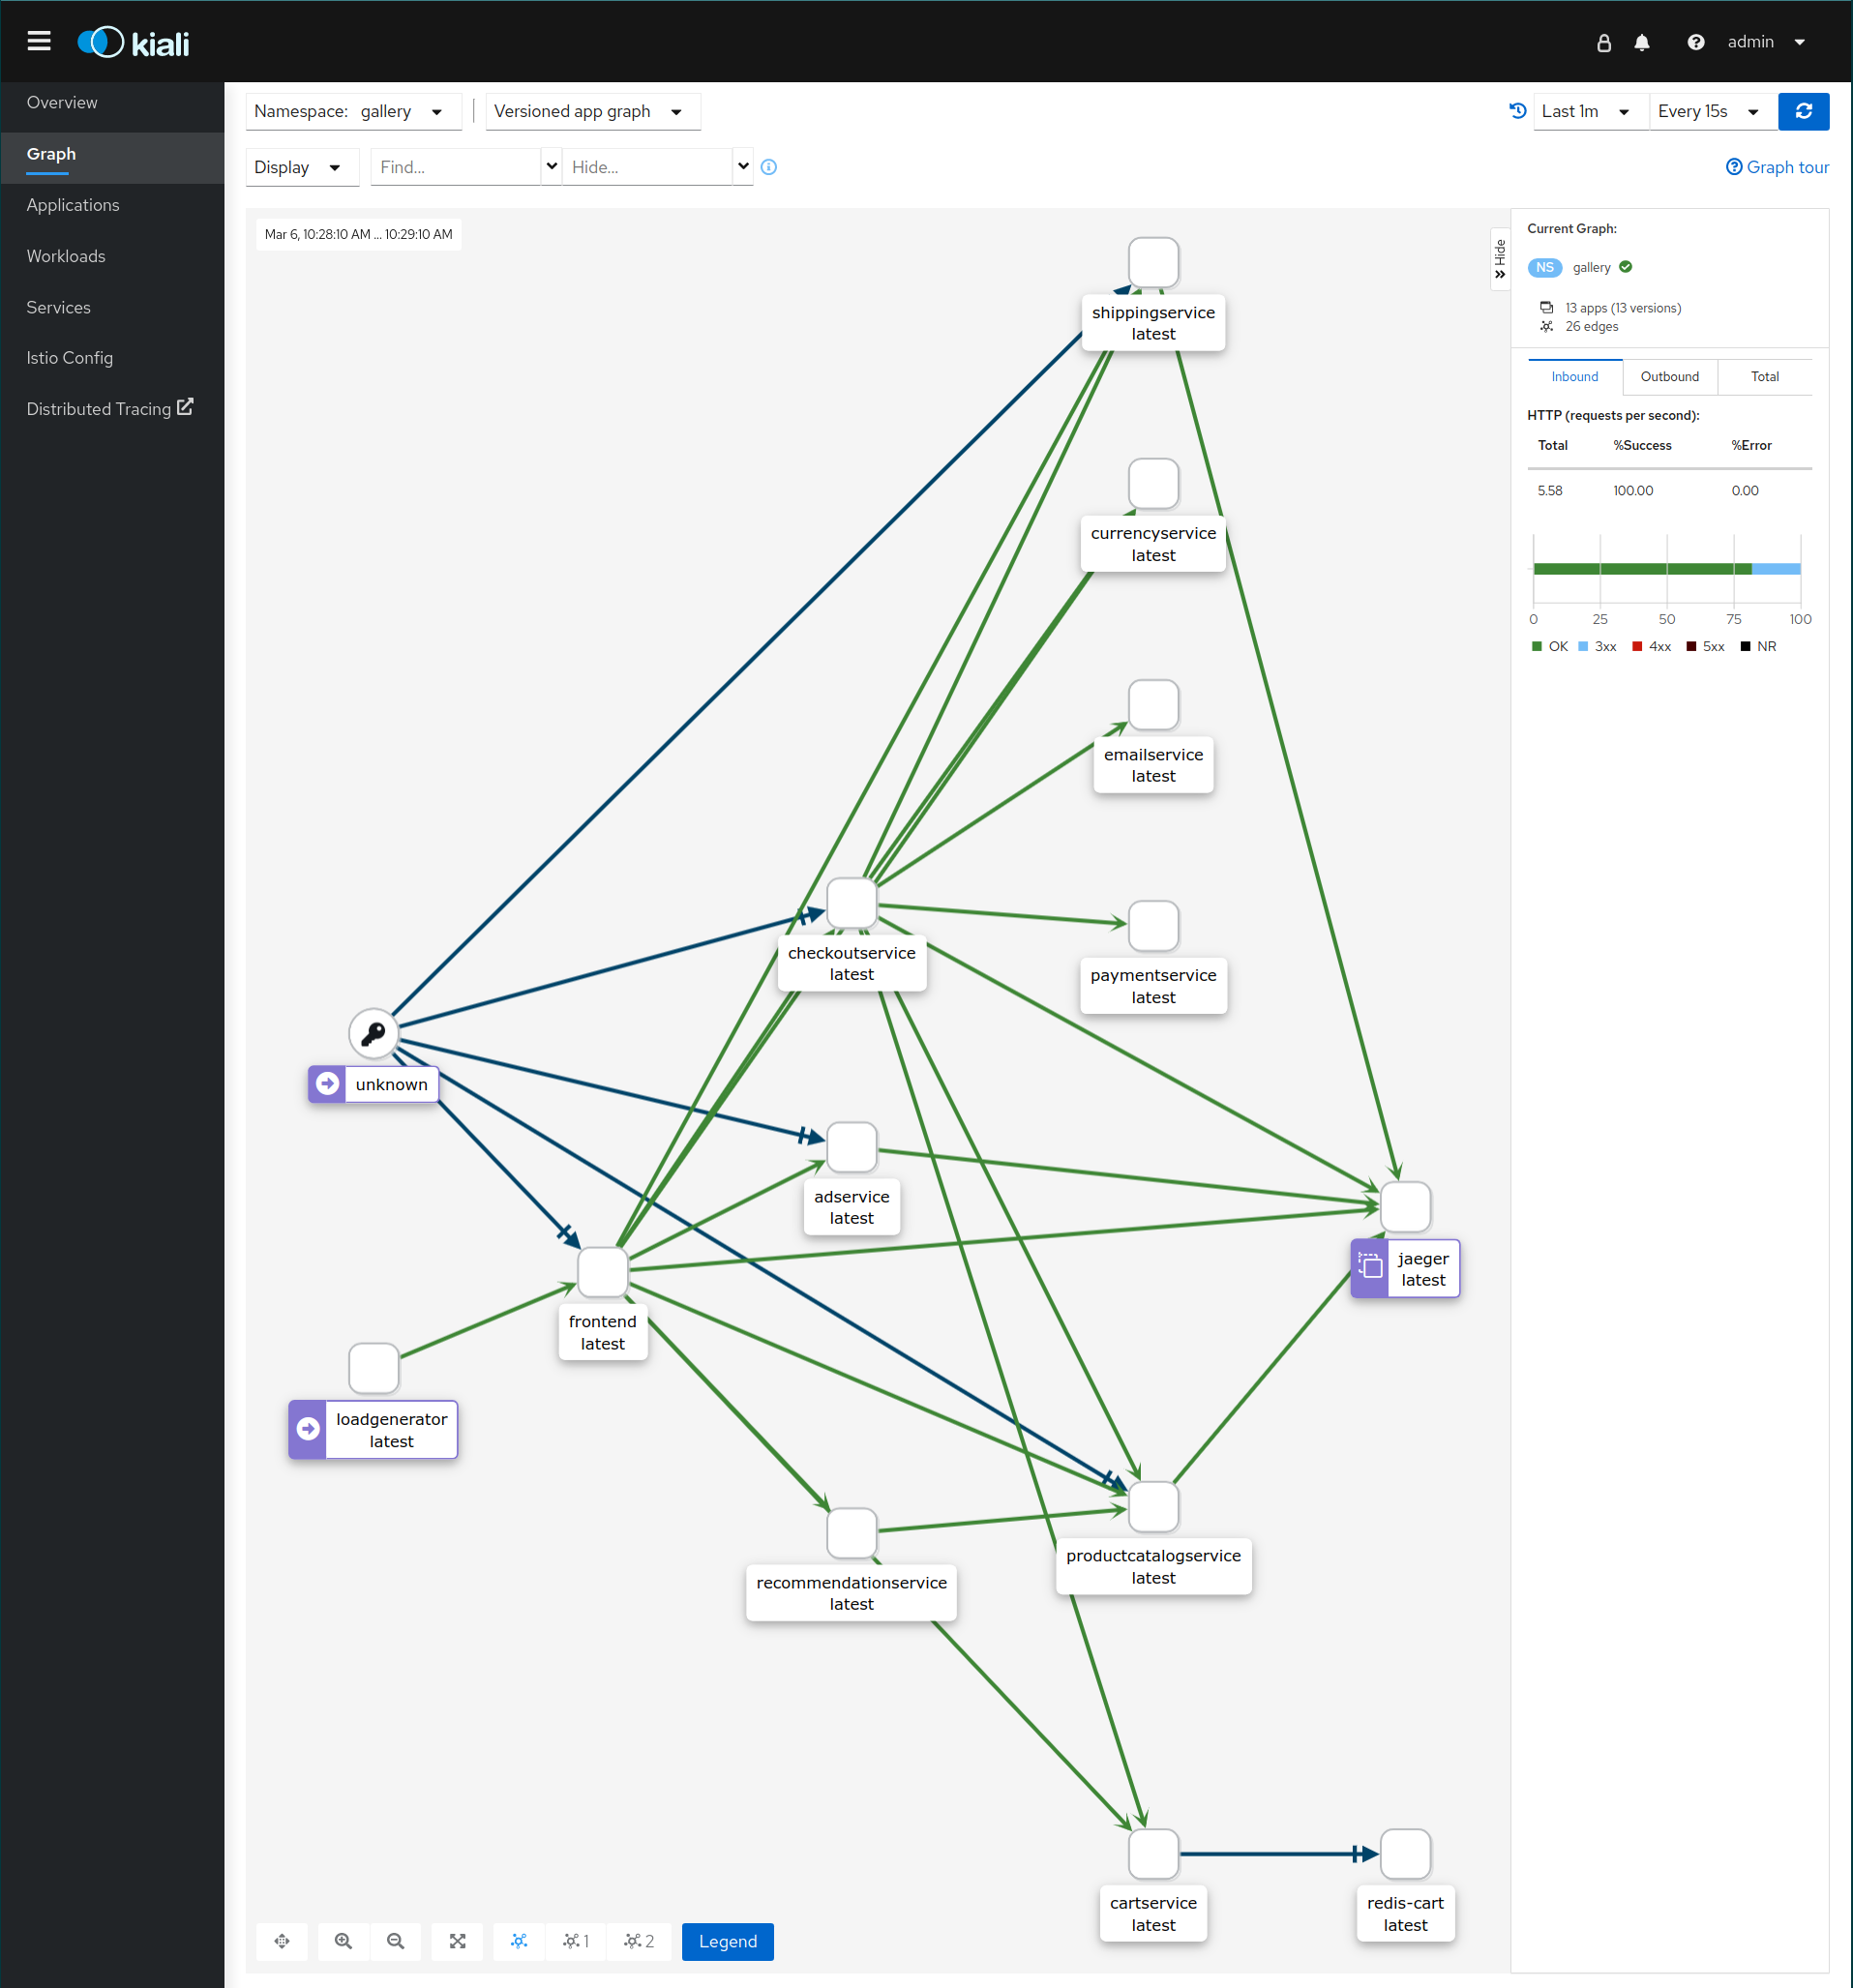 kiali
admin
Overview
Graph
Applications
Workloads
Services
Istio Config
Distributed Tracing
Namespace: gallery
Versioned app graph
Last 1m
Every 15s
Display
Find...
Hide...
Graph tour
Mar 6, 10:28:10 AM ... 10:29:10 AM
shippingservice
latest
currencyservice
latest
emailservice
latest
checkoutservice
latest
paymentservice
latest
unknown
adservice
latest
jaeger
latest
frontend
latest
loadgenerator
latest
productcatalogservice
latest
recommendationservice
latest
cartservice
latest
redis-cart
latest
1
2
Legend
Hide
Current Graph:
NS gallery
13 apps (13 versions)
26 edges
Inbound Outbound Total
HTTP (requests per second):
Total %Success %Error
5.58 100.00 0.00
0 25 50 75 100
OK 3xx 4xx 5xx NR